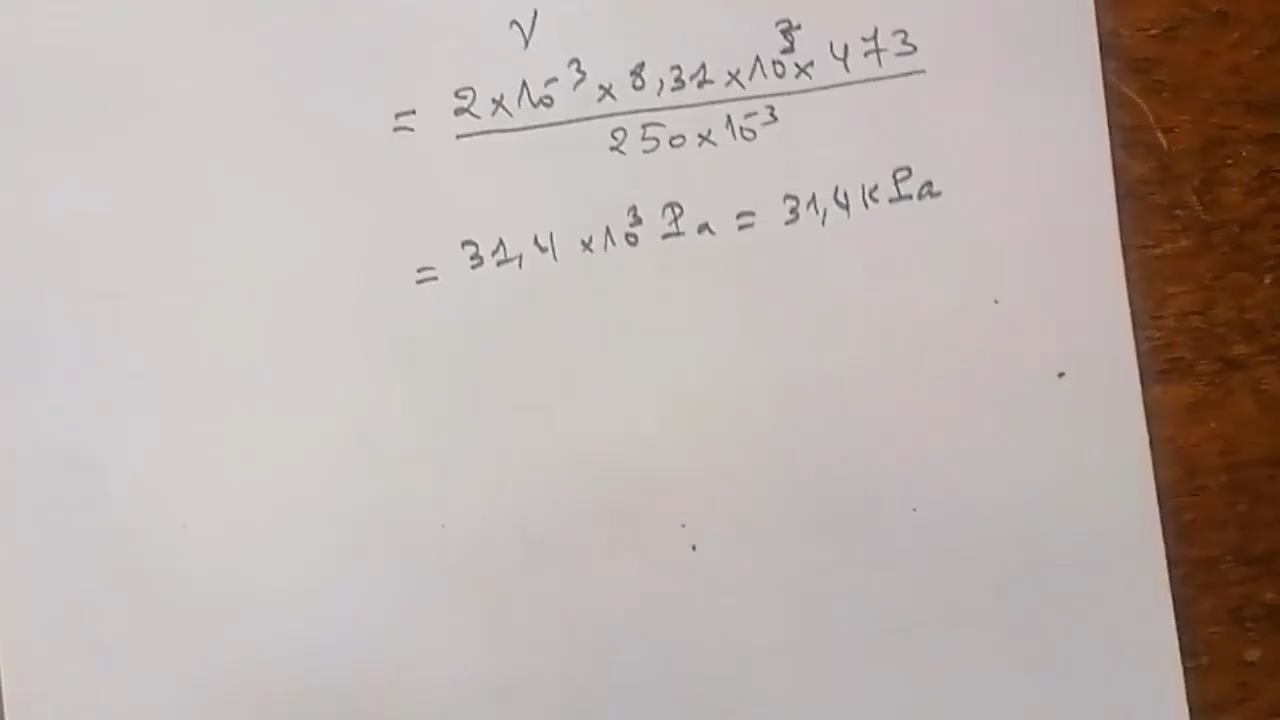 V
= 2×10⁻³ × 8,31 ×10³ × 473
250×10⁻³
= 31,4 ×10³ Pa = 31,4 KPa